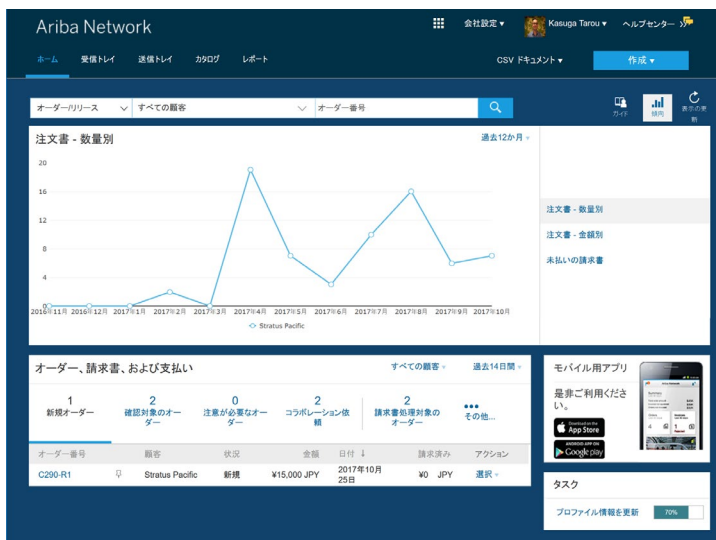 Ariba Network
会社設定
Kasuga Tarou
ヘルプセンター
ホーム 受信トレイ 送信トレイ カタログ レポート
CSV ドキュメント
作成
オーダー/リリース すべての顧客 オーダー番号
ガイド 傾向 表示の更
新
注文書 - 数量別
過去12か月
20
16
12
8
4
0
2016年11月 2016年12月 2017年1月 2017年2月 2017年3月 2017年4月 2017年5月 2017年6月 2017年7月 2017年8月 2017年9月 2017年10月
Stratus Pacific
注文書 - 数量別
注文書 - 金額別
未払いの請求書
オーダー、請求書、および支払い
すべての顧客 過去14日間
1 2 0 2 2
新規オーダー 確認対象のオー 注意が必要なオー コラボレーション依 請求書処理対象の その他...
ダー ダー 頼 オーダー
オーダー番号 顧客 状況 金額 日付 ↓ 請求済み アクション
C290-R1 Stratus Pacific 新規 ¥15,000 JPY 2017年10月 ¥0 JPY 選択
25日
モバイル用アプリ
是非ご利用くださ
い。
Download on the
App Store
ANDROID APP ON
Google play
タスク
プロファイル情報を更新 70%